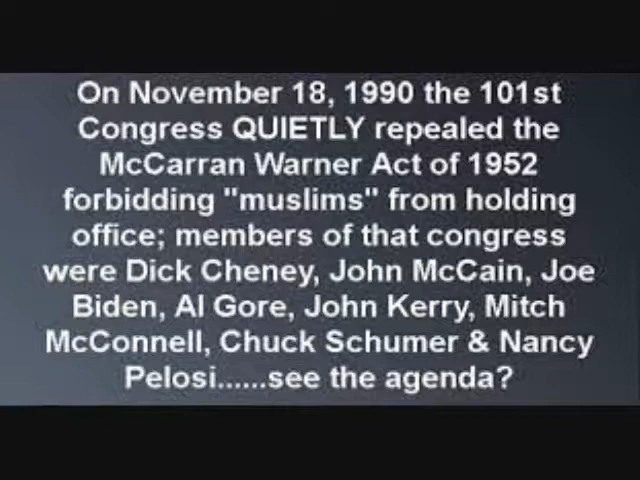 On November 18, 1990 the 101st
Congress QUIETLY repealed the
McCarran Warner Act of 1952
forbidding "muslims" from holding
office; members of that congress
were Dick Cheney, John McCain, Joe
Biden, Al Gore, John Kerry, Mitch
McConnell, Chuck Schumer & Nancy
Pelosi......see the agenda?